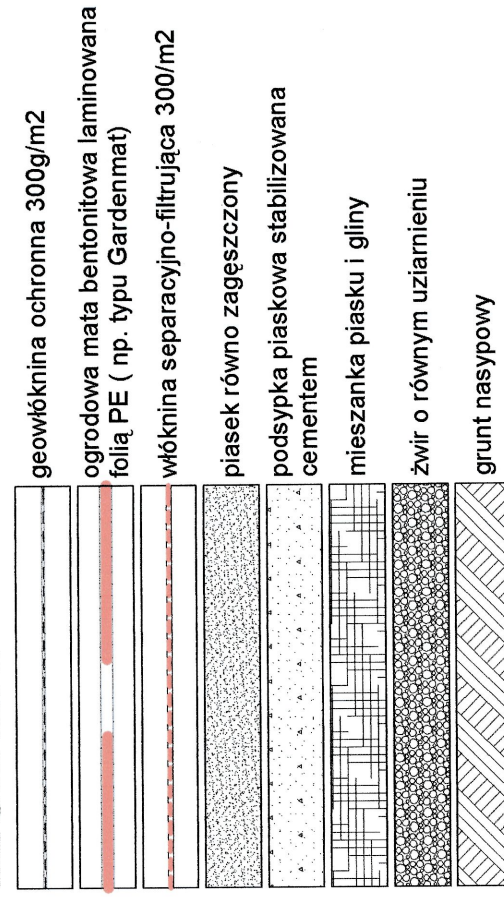 geowłóknina ochronna 300g/m2
ogrodowa mata bentonitowa laminowana
folią PE ( np. typu Gardenmat)
włóknina separacyjno-filtrująca 300/m2
piasek równo zagęszczony
podsypka piaskowa stabilizowana
cementem
mieszanka piasku i gliny
żwir o równym uziarnieniu
grunt nasypowy